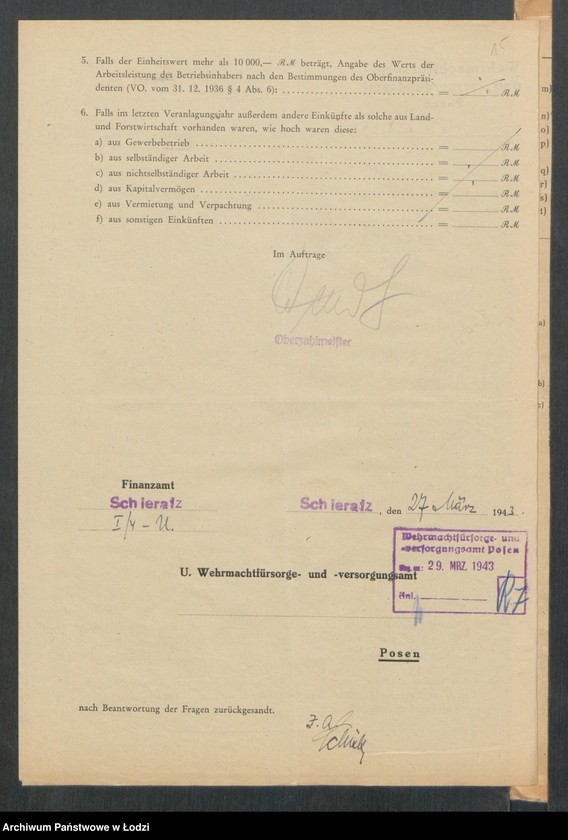 15
5. Falls der Einheitswert mehr als 10 000,— RM beträgt, Angabe des Werts der
Arbeitsleistung des Betriebsinhabers nach den Bestimmungen des Oberfinanzpräsi-
denten (VO. vom 31. 12. 1936 § 4 Abs. 6): = RM
6. Falls im letzten Veranlagungsjahr außerdem andere Einkünfte als solche aus Land-
und Forstwirtschaft vorhanden waren, wie hoch waren diese:
a) aus Gewerbebetrieb = RM
b) aus selbständiger Arbeit = RM
c) aus nichtselbständiger Arbeit = RM
d) aus Kapitalvermögen = RM
e) aus Vermietung und Verpachtung = RM
f) aus sonstigen Einkünften = RM
m)
n)
o)
p)
q)
r)
s)
t)
a)
b)
c)
Im Auftrage
Oberzahlmeister
Finanzamt
Schieratz
Schieratz, den 27 März 1943.
I/4 - U.
Wehrmachtfürsorge- und
-versorgungsamt Posen
29. MRZ. 1943
Anl.
U. Wehrmachtfürsorge- und -versorgungsamt
Posen
nach Beantwortung der Fragen zurückgesandt.
J. A.
Archiwum Państwowe w Łodzi